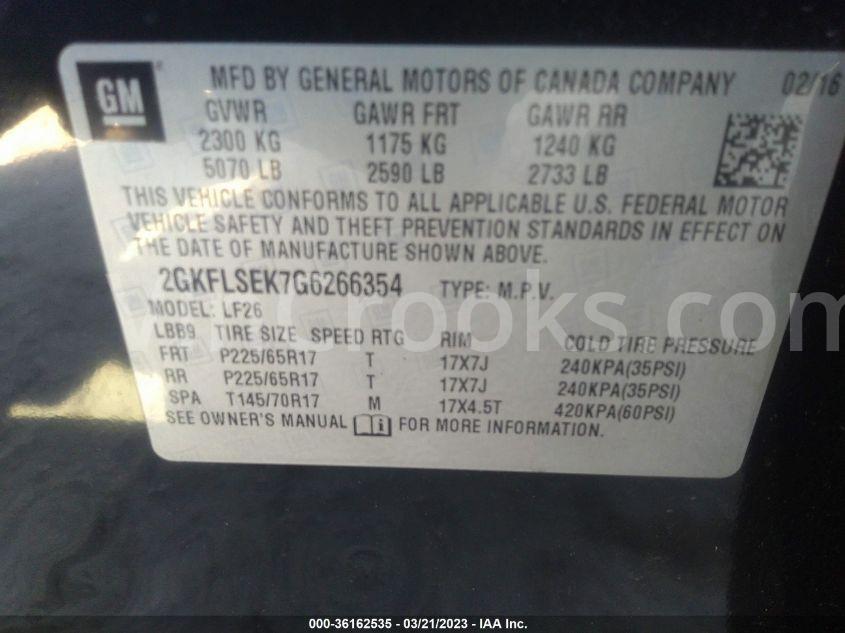 GM
MFD BY GENERAL MOTORS OF CANADA COMPANY 02/16
GVWR GAWR FRT GAWR RR
2300 KG 1175 KG 1240 KG
5070 LB 2590 LB 2733 LB
THIS VEHICLE CONFORMS TO ALL APPLICABLE U.S. FEDERAL MOTOR
VEHICLE SAFETY AND THEFT PREVENTION STANDARDS IN EFFECT ON
THE DATE OF MANUFACTURE SHOWN ABOVE.
2GKFLSEK7G6266354 TYPE: M.P.V.
MODEL: LF26
LBB9 TIRE SIZE SPEED RTG RIM COLD TIRE PRESSURE
FRT P225/65R17 T 17X7J 240KPA(35PSI)
RR P225/65R17 T 17X7J 240KPA(35PSI)
SPA T145/70R17 M 17X4.5T 420KPA(60PSI)
SEE OWNER'S MANUAL FOR MORE INFORMATION.
Crooks.com
000-36162535 - 03/21/2023 - IAA Inc.